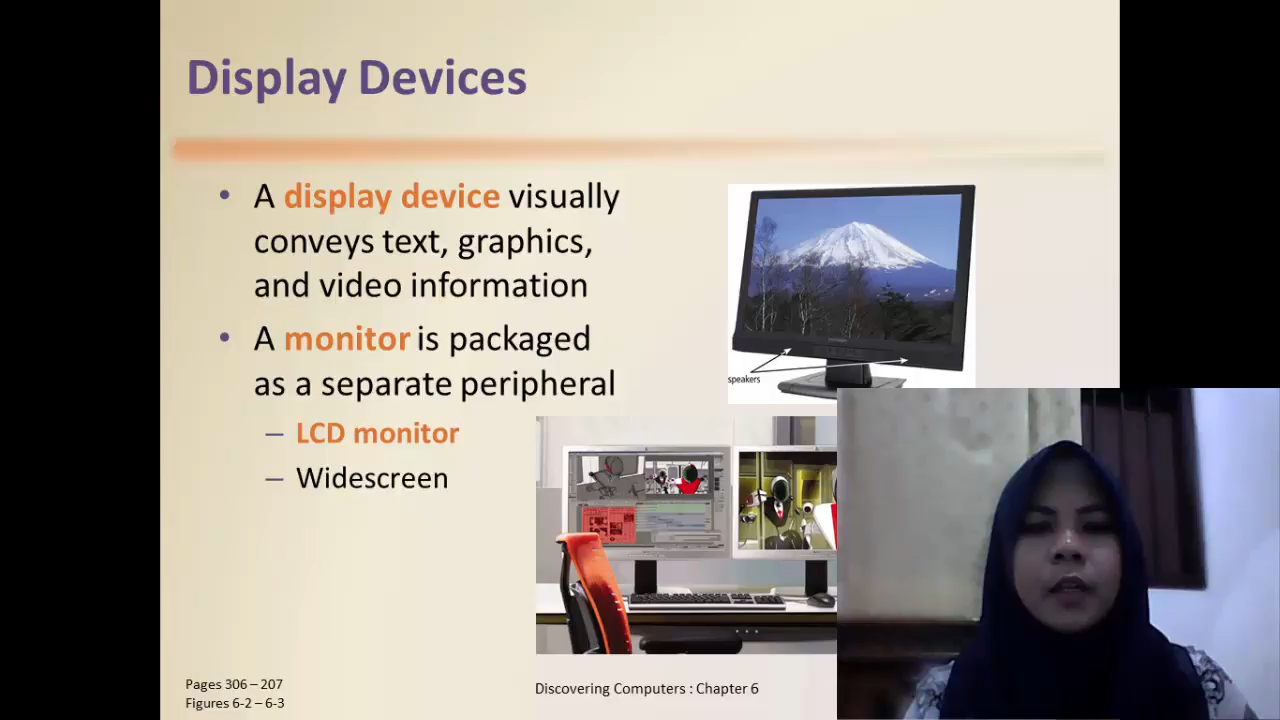 Display Devices
• A display device visually
conveys text, graphics,
and video information
• A monitor is packaged
as a separate peripheral
– LCD monitor
– Widescreen
speakers
Pages 306 – 207
Figures 6-2 – 6-3
Discovering Computers : Chapter 6